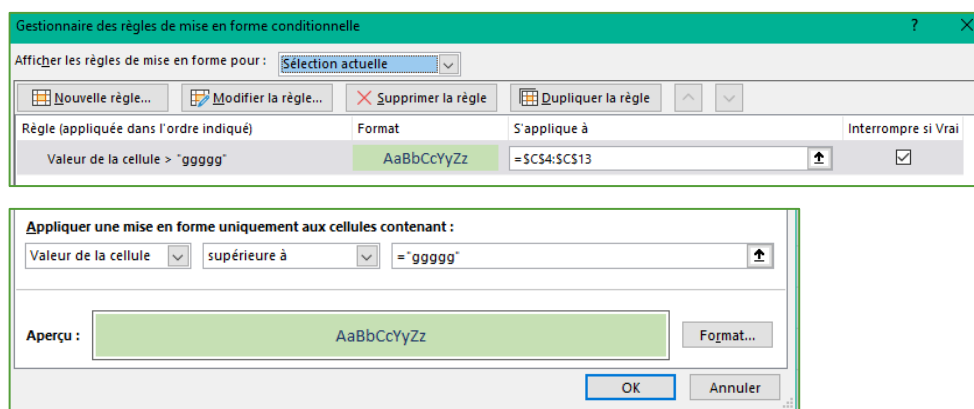 Gestionnaire des règles de mise en forme conditionnelle ? X
Afficher les règles de mise en forme pour : Sélection actuelle
Nouvelle règle... Modifier la règle... Supprimer la règle Dupliquer la règle
Règle (appliquée dans l'ordre indiqué) Format S'applique à Interrompre si Vrai
Valeur de la cellule > "ggggg" AaBbCcYyZz =$C$4:$C$13
Appliquer une mise en forme uniquement aux cellules contenant :
Valeur de la cellule supérieure à ="ggggg"
Aperçu : AaBbCcYyZz Format...
OK Annuler